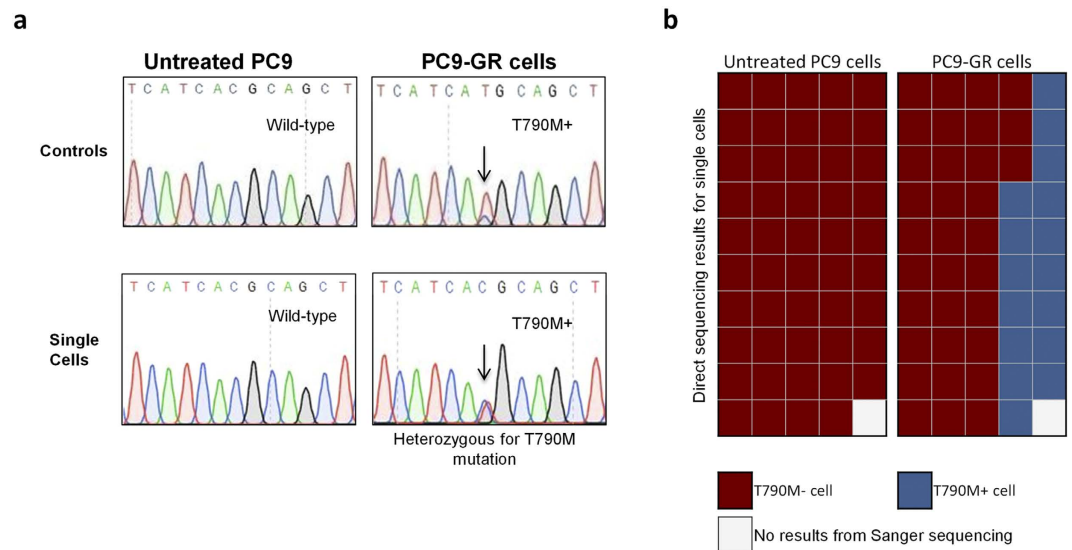 a
Untreated PC9
PC9-GR cells
Controls
T C A T C A C G C A G C T
Wild-type
T C A T C A T G C A G C T
T790M+
Single
Cells
T C A T C A C G C A G C T
Wild-type
T C A T C A C G C A G C T
T790M+
Heterozygous for T790M
mutation
b
Untreated PC9 cells
PC9-GR cells
Direct sequencing results for single cells
T790M- cell
T790M+ cell
No results from Sanger sequencing